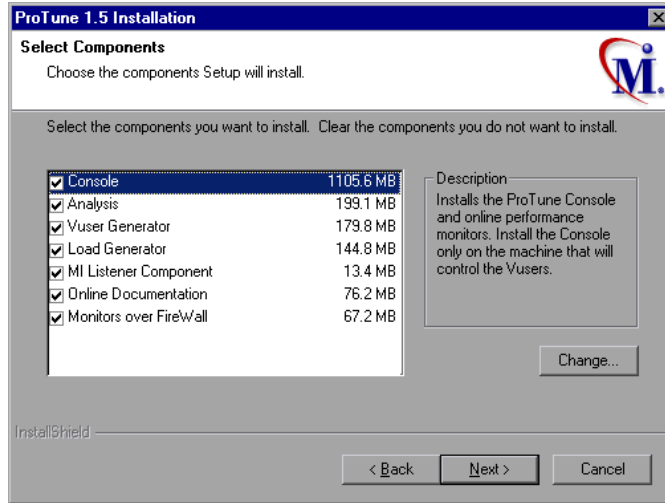 ProTune 1.5 Installation
Select Components
Choose the components Setup will install.
M.
Select the components you want to install. Clear the components you do not want to install.
Console 1105.6 MB
Analysis 199.1 MB
Vuser Generator 179.8 MB
Load Generator 144.8 MB
MI Listener Component 13.4 MB
Online Documentation 76.2 MB
Monitors over FireWall 67.2 MB
Description
Installs the ProTune Console
and online performance
monitors. Install the Console
only on the machine that will
control the Vusers.
Change...
InstallShield
< Back
Next >
Cancel